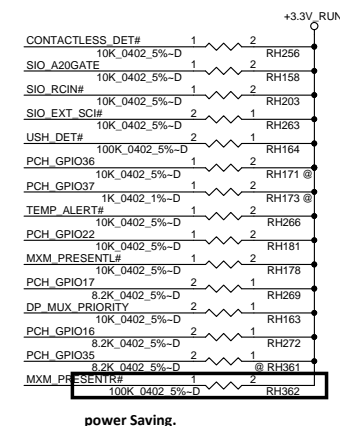 +3.3V_RUN
CONTACTLESS_DET# 1 2
10K_0402_5%~D RH256
SIO_A20GATE 1 2
10K_0402_5%~D RH158
SIO_RCIN# 1 2
10K_0402_5%~D RH203
SIO_EXT_SCI# 2 1
10K_0402_5%~D RH263
USH_DET# 2 1
100K_0402_5%~D RH164
PCH_GPIO36 1 2
10K_0402_5%~D RH171 @
PCH_GPIO37 1 2
1K_0402_1%~D RH173 @
TEMP_ALERT# 1 2
10K_0402_5%~D RH266
PCH_GPIO22 1 2
10K_0402_5%~D RH181
MXM_PRESENTL# 1 2
10K_0402_5%~D RH178
PCH_GPIO17 2 1
8.2K_0402_5%~D RH269
DP_MUX_PRIORITY 2 1
10K_0402_5%~D RH163
PCH_GPIO16 2 1
8.2K_0402_5%~D RH272
PCH_GPIO35 2 1
8.2K_0402_5%~D @ RH361
MXM_PRESENTR# 1 2
100K_0402_5%~D RH362
power Saving.